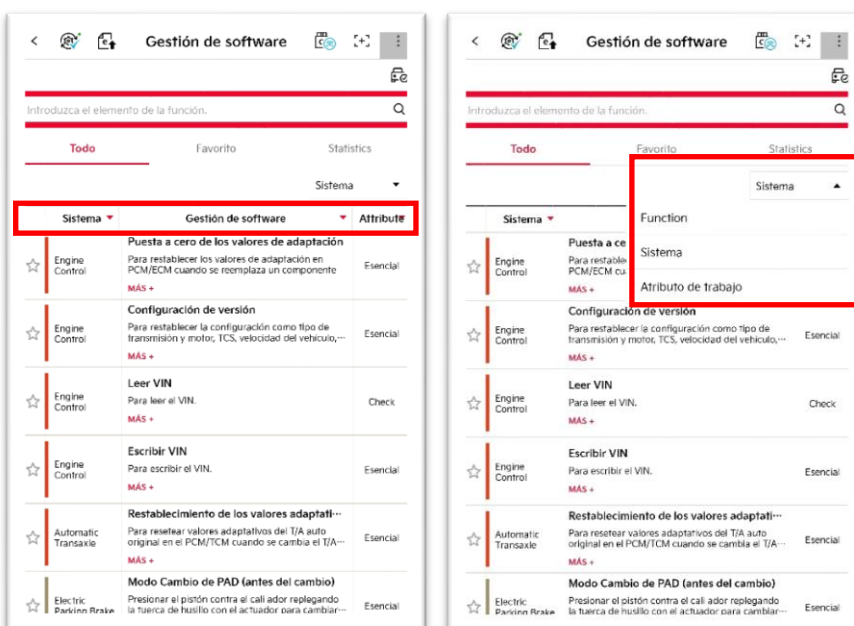 Gestión de software
Introduzca el elemento de la función.
Todo Favorito Statistics
Sistema
Sistema Gestión de software Attribute
Puesta a cero de los valores de adaptación
Engine Control
Para restablecer los valores de adaptación en
PCM/ECM cuando se reemplaza un componente
Esencial
MÁS +
Configuración de versión
Engine Control
Para restablecer la configuración como tipo de
transmisión y motor, TCS, velocidad del vehículo,···
Esencial
MÁS +
Leer VIN
Engine Control
Para leer el VIN.
Check
MÁS +
Escribir VIN
Engine Control
Para escribir el VIN.
Esencial
MÁS +
Restablecimiento de los valores adaptati···
Automatic Transaxle
Para resetear valores adaptativos del T/A auto
original en el PCM/TCM cuando se cambia el T/A···
Esencial
MÁS +
Modo Cambio de PAD (antes del cambio)
Electric Parking Brake
Presionar el pistón contra el cali ador replegando
la tuerca de husillo con el actuador para cambiar···
Esencial
Gestión de software
Introduzca el elemento de la función.
Todo Favorito Statistics
Sistema
Function
Sistema
Atributo de trabajo
Sistema
Puesta a ce
Engine Control
Para restable
PCM/ECM cu
MÁS +
Configuración de versión
Engine Control
Para restablecer la configuración como tipo de
transmisión y motor, TCS, velocidad del vehículo,···
Esencial
MÁS +
Leer VIN
Engine Control
Para leer el VIN.
Check
MÁS +
Escribir VIN
Engine Control
Para escribir el VIN.
Esencial
MÁS +
Restablecimiento de los valores adaptati···
Automatic Transaxle
Para resetear valores adaptativos del T/A auto
original en el PCM/TCM cuando se cambia el T/A···
Esencial
MÁS +
Modo Cambio de PAD (antes del cambio)
Electric Parking Brake
Presionar el pistón contra el cali ador replegando
la tuerca de husillo con el actuador para cambiar···
Esencial